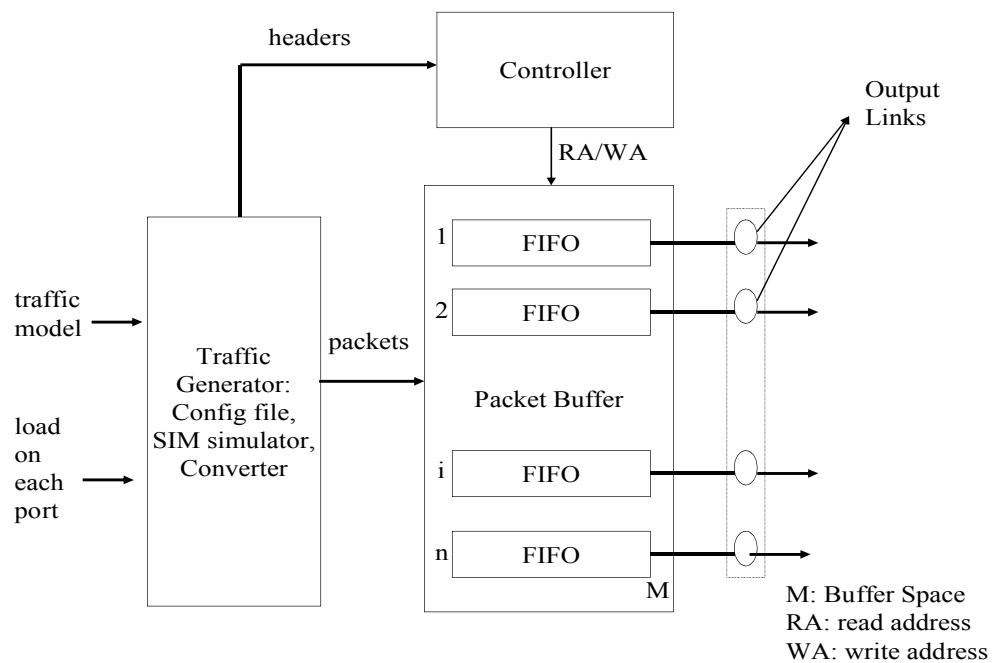 headers
Controller
Output
Links
RA/WA
1
FIFO
2
FIFO
traffic
model
packets
Traffic
Generator:
Config file,
SIM simulator,
Converter
Packet Buffer
load
on
each
port
i
FIFO
n
FIFO
M
M: Buffer Space
RA: read address
WA: write address